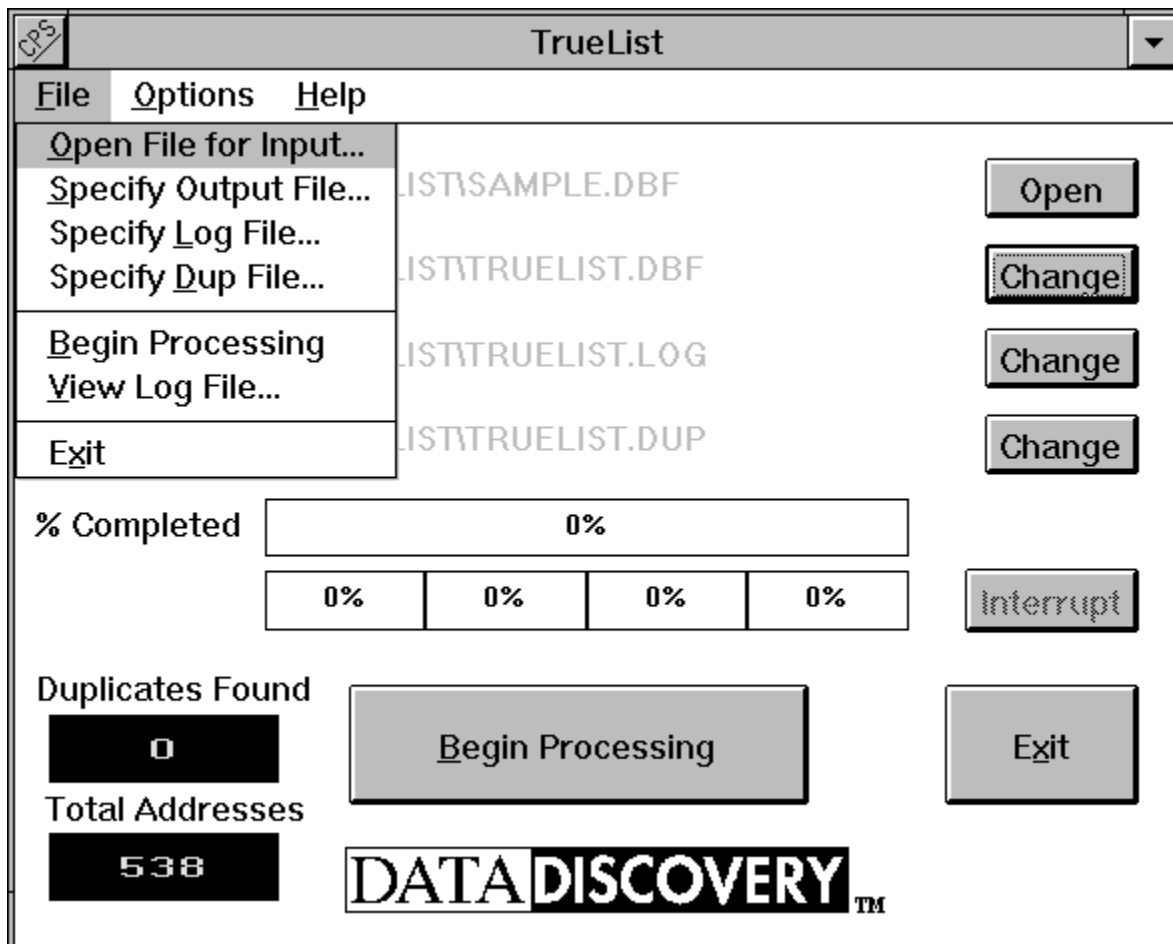 CPS
TrueList
File Options Help
Open File for Input...
Specify Output File...
Specify Log File...
Specify Dup File...
Begin Processing
View Log File...
Exit
LIST\SAMPLE.DBF
Open
LIST\TRUELIST.DBF
Change
LIST\TRUELIST.LOG
Change
LIST\TRUELIST.DUP
Change
% Completed
0%
0% 0% 0% 0%
Interrupt
Duplicates Found
0
Begin Processing
Exit
Total Addresses
538
DATA DISCOVERY TM